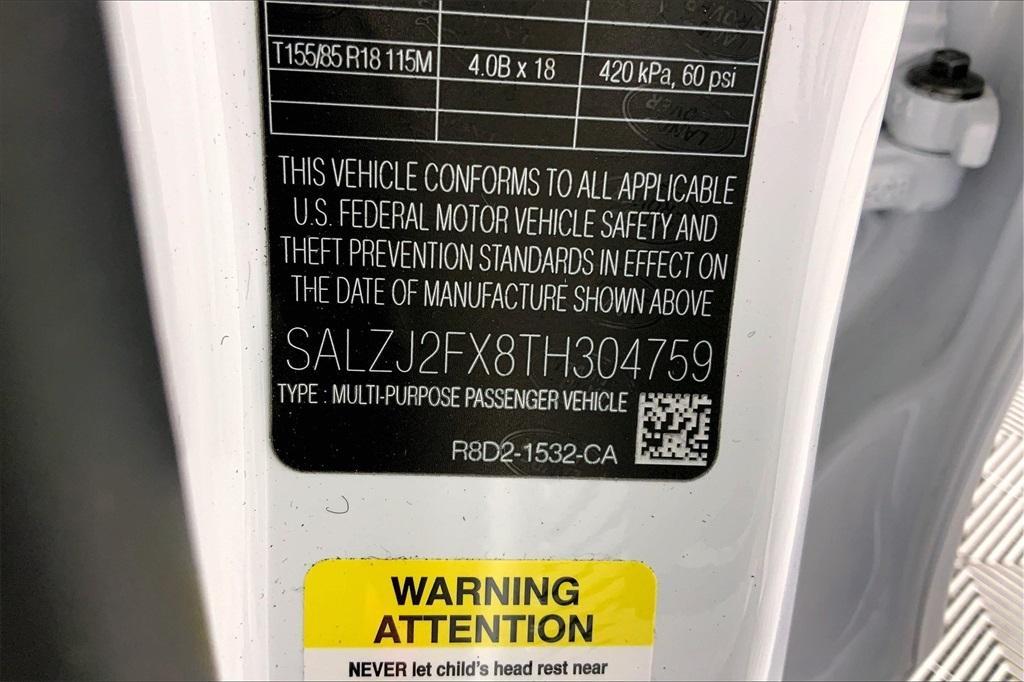 T155/85 R18 115M 4.0B x 18 420 kPa, 60 psi
THIS VEHICLE CONFORMS TO ALL APPLICABLE
U.S. FEDERAL MOTOR VEHICLE SAFETY AND
THEFT PREVENTION STANDARDS IN EFFECT ON
THE DATE OF MANUFACTURE SHOWN ABOVE
SALZJ2FX8TH304759
TYPE : MULTI-PURPOSE PASSENGER VEHICLE
R8D2-1532-CA
WARNING
ATTENTION
NEVER let child's head rest near